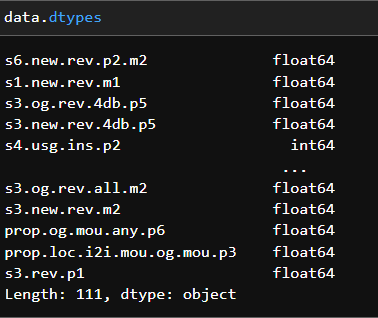 data.dtypes
s6.new.rev.p2.m2 float64
s1.new.rev.m1 float64
s3.og.rev.4db.p5 float64
s3.new.rev.4db.p5 float64
s4.usg.ins.p2 int64
...
s3.og.rev.all.m2 float64
s3.new.rev.m2 float64
prop.og.mou.any.p6 float64
prop.loc.i2i.mou.og.mou.p3 float64
s3.rev.p1 float64
Length: 111, dtype: object